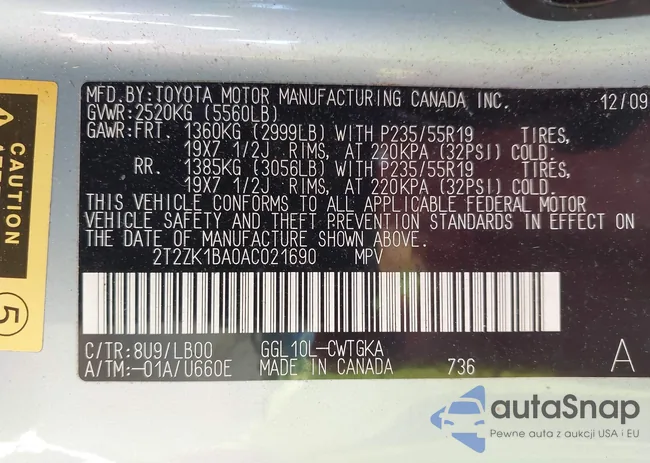 MFD.BY:TOYOTA MOTOR MANUFACTURING CANADA INC. 12/09
GVWR:2520KG (5560LB)
GAWR:FRT. 1360KG (2999LB) WITH P235/55R19 TIRES,
19X7 1/2J RIMS, AT 220KPA (32PSI) COLD.
RR. 1385KG (3056LB) WITH P235/55R19 TIRES,
19X7 1/2J RIMS, AT 220KPA (32PSI) COLD.
THIS VEHICLE CONFORMS TO ALL APPLICABLE FEDERAL MOTOR
VEHICLE SAFETY AND THEFT PREVENTION STANDARDS IN EFFECT ON
THE DATE OF MANUFACTURE SHOWN ABOVE.
2T2ZK1BA0AC021690 MPV
C/TR:8U9/LB00 GGL10L-CWTGKA
A/TM:-01A/U660E MADE IN CANADA 736 A
CAUTION
5
autaSnap
Pewne auta z aukcji USA i EU